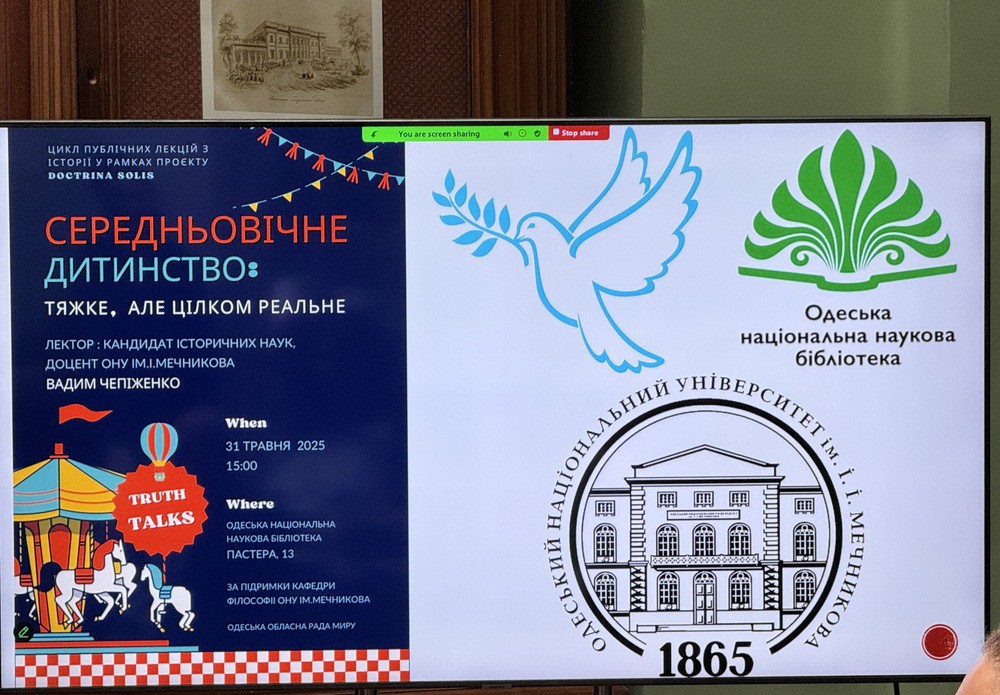 You are screen sharing
Stop share
ЦИКЛ ПУБЛІЧНИХ ЛЕКЦІЙ З
ІСТОРІЇ У РАМКАХ ПРОЄКТУ
DOCTRINA SOLIS
СЕРЕДНЬОВІЧНЕ
ДИТИНСТВО:
ТЯЖКЕ, АЛЕ ЦІЛКОМ РЕАЛЬНЕ
ЛЕКТОР : КАНДИДАТ ІСТОРИЧНИХ НАУК,
ДОЦЕНТ ОНУ ІМ.І.МЕЧНИКОВА
ВАДИМ ЧЕПІЖЕНКО
When
31 ТРАВНЯ 2025
15:00
TRUTH
TALKS
Where
ОДЕСЬКА НАЦІОНАЛЬНА
НАУКОВА БІБЛІОТЕКА
ПАСТЕРА, 13
ЗА ПІДРИМКИ КАФЕДРИ
ФІЛОСОФІЇ ОНУ ІМ.МЕЧНИКОВА
ОДЕСЬКА ОБЛАСНА РАДА МИРУ
Одеська
національна наукова
бібліотека
ОДЕСЬКИЙ НАЦІОНАЛЬНИЙ УНІВЕРСИТЕТ ім. І. І. МЕЧНИКОВА
1865